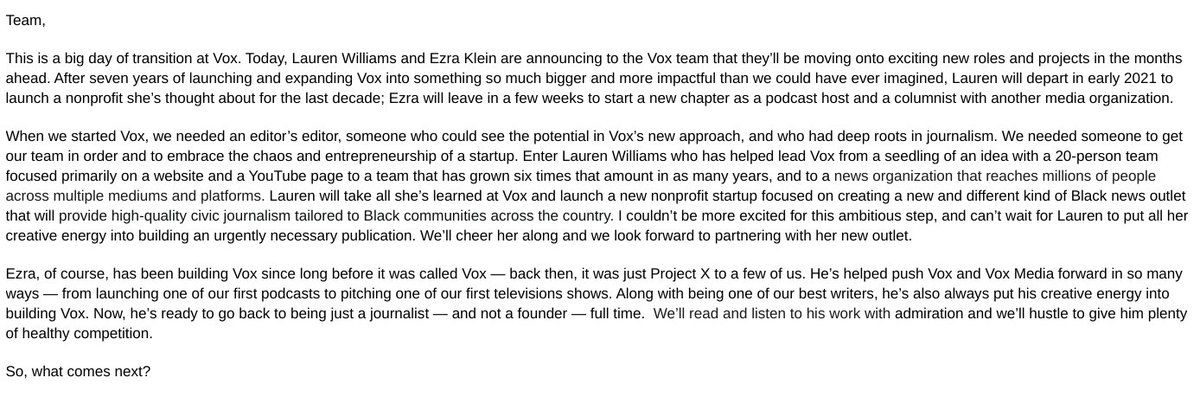 Team,
This is a big day of transition at Vox. Today, Lauren Williams and Ezra Klein are announcing to the Vox team that they’ll be moving onto exciting new roles and projects in the months
ahead. After seven years of launching and expanding Vox into something so much bigger and more impactful than we could have ever imagined, Lauren will depart in early 2021 to
launch a nonprofit she’s thought about for the last decade; Ezra will leave in a few weeks to start a new chapter as a podcast host and a columnist with another media organization.
When we started Vox, we needed an editor’s editor, someone who could see the potential in Vox’s new approach, and who had deep roots in journalism. We needed someone to get
our team in order and to embrace the chaos and entrepreneurship of a startup. Enter Lauren Williams who has helped lead Vox from a seedling of an idea with a 20-person team
focused primarily on a website and a YouTube page to a team that has grown six times that amount in as many years, and to a news organization that reaches millions of people
across multiple mediums and platforms. Lauren will take all she’s learned at Vox and launch a new nonprofit startup focused on creating a new and different kind of Black news outlet
that will provide high-quality civic journalism tailored to Black communities across the country. I couldn’t be more excited for this ambitious step, and can’t wait for Lauren to put all her
creative energy into building an urgently necessary publication. We’ll cheer her along and we look forward to partnering with her new outlet.
Ezra, of course, has been building Vox since long before it was called Vox — back then, it was just Project X to a few of us. He’s helped push Vox and Vox Media forward in so many
ways — from launching one of our first podcasts to pitching one of our first televisions shows. Along with being one of our best writers, he’s also always put his creative energy into
building Vox. Now, he’s ready to go back to being just a journalist — and not a founder — full time.  We’ll read and listen to his work with admiration and we’ll hustle to give him plenty
of healthy competition.
So, what comes next?